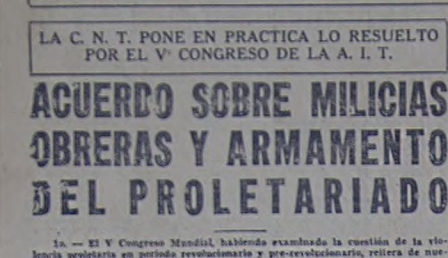 LA C. N. T. PONE EN PRACTICA LO RESUELTO
POR EL Vº CONGRESO DE LA A. I. T.
ACUERDO SOBRE MILICIAS
OBRERAS Y ARMAMENTO
DEL PROLETARIADO
1o. — El V Congreso Mundial, habiendo examinado la cuestión de la vio-
lencia proletaria en período revolucionario y pre-revolucionario, reitera de nue-